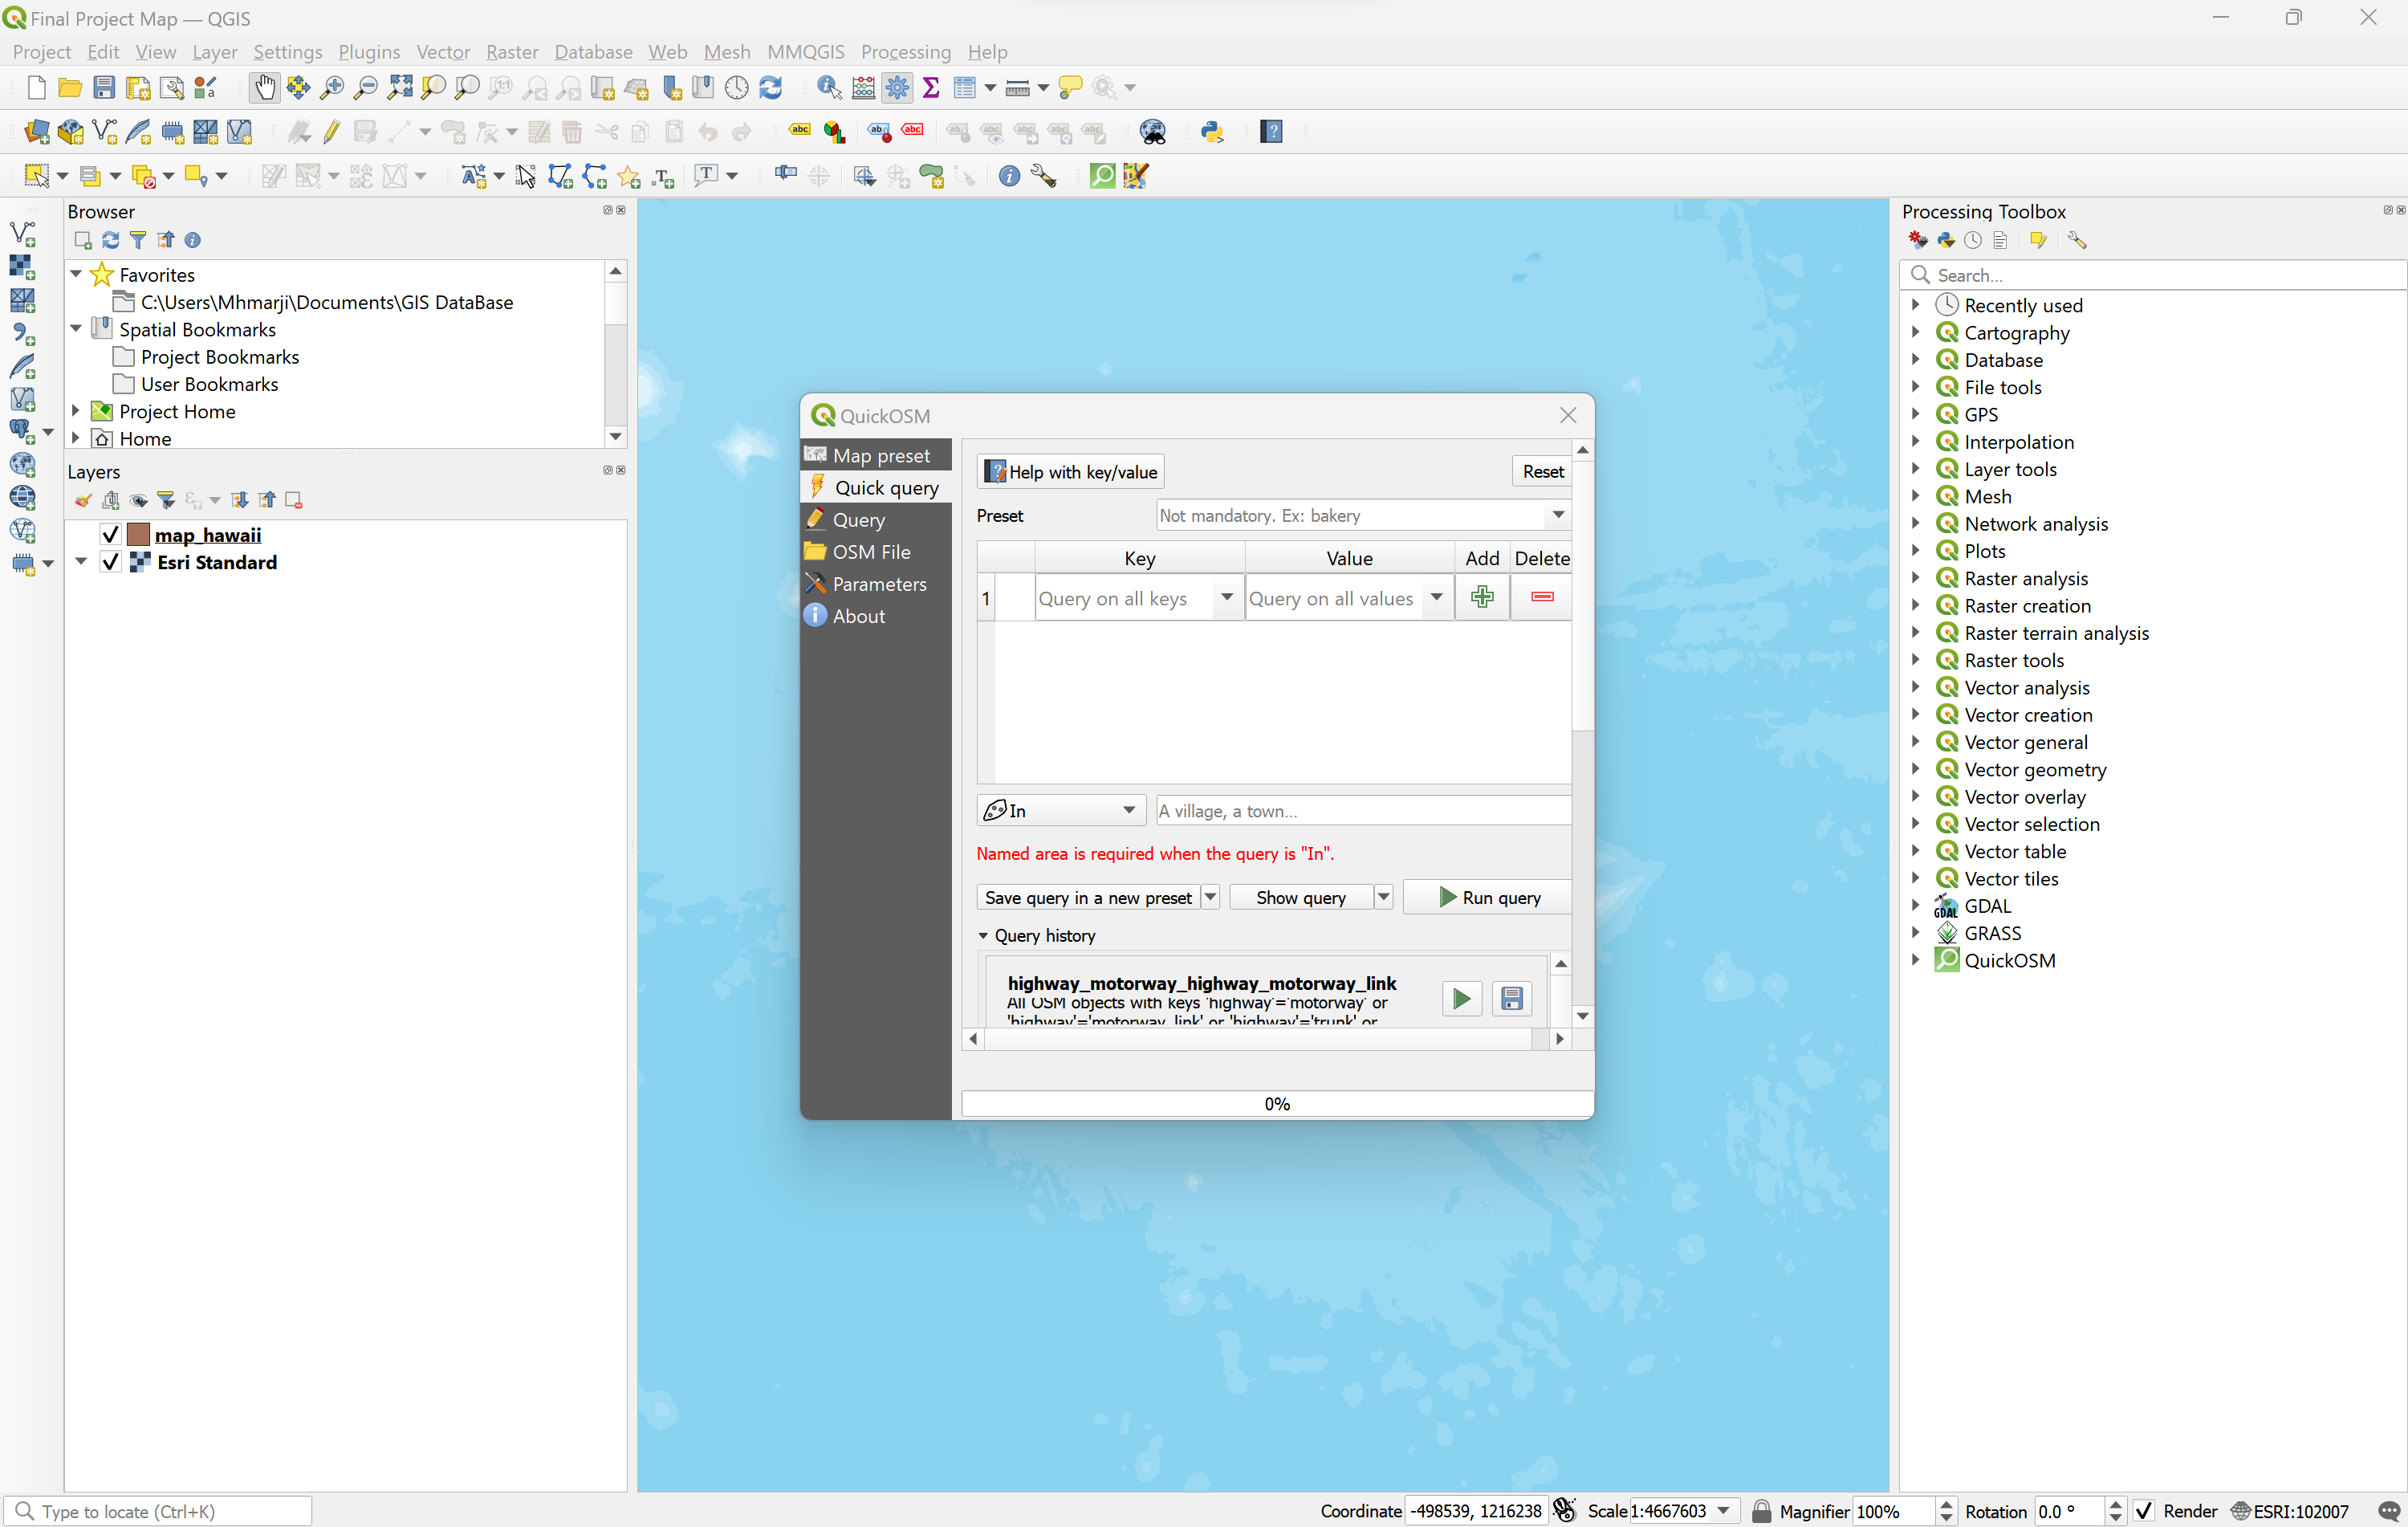 Final Project Map — QGIS
Project Edit View Layer Settings Plugins Vector Raster Database Web Mesh MMQGIS Processing Help
Browser
Favorites
C:\Users\Mhmarji\Documents\GIS DataBase
Spatial Bookmarks
Project Bookmarks
User Bookmarks
Project Home
Home
Layers
map_hawaii
Esri Standard
QuickOSM
Map preset
Quick query
Query
OSM File
Parameters
About
Help with key/value
Reset
Preset
Not mandatory. Ex: bakery
Key Value Add Delete
1 Query on all keys Query on all values
In
A village, a town...
Named area is required when the query is "In".
Save query in a new preset
Show query
Run query
Query history
highway_motorway_highway_motorway_link
All OSM objects with keys 'highway'='motorway' or
'highway'='motorway_link' or 'highway'='trunk' or
0%
Processing Toolbox
Search...
Recently used
Cartography
Database
File tools
GPS
Interpolation
Layer tools
Mesh
Network analysis
Plots
Raster analysis
Raster creation
Raster terrain analysis
Raster tools
Vector analysis
Vector creation
Vector general
Vector geometry
Vector overlay
Vector selection
Vector table
Vector tiles
GDAL GDAL
GRASS
QuickOSM
Type to locate (Ctrl+K)
Coordinate -498539, 1216238 Scale 1:4667603 Magnifier 100% Rotation 0.0 ° Render ESRI:102007